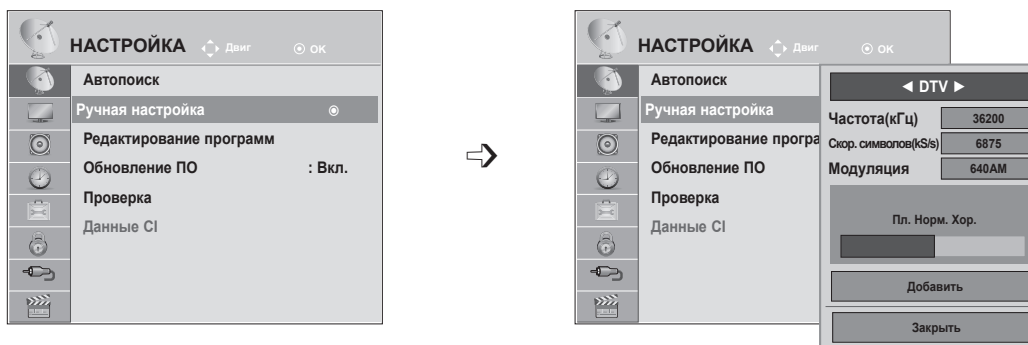 НАСТРОЙКА Двиг ОК
Автопоиск
Ручная настройка
Редактирование программ
Обновление ПО : Вкл.
Проверка
Данные CI
НАСТРОЙКА Двиг ОК
Автопоиск
Ручная настройка
Редактирование програ
Обновление ПО
Проверка
Данные CI
◄ DTV ►
Частота(кГц) 36200
Скор. символов(kS/s) 6875
Модуляция 640AM
Пл. Норм. Хор.
Добавить
Закрыть